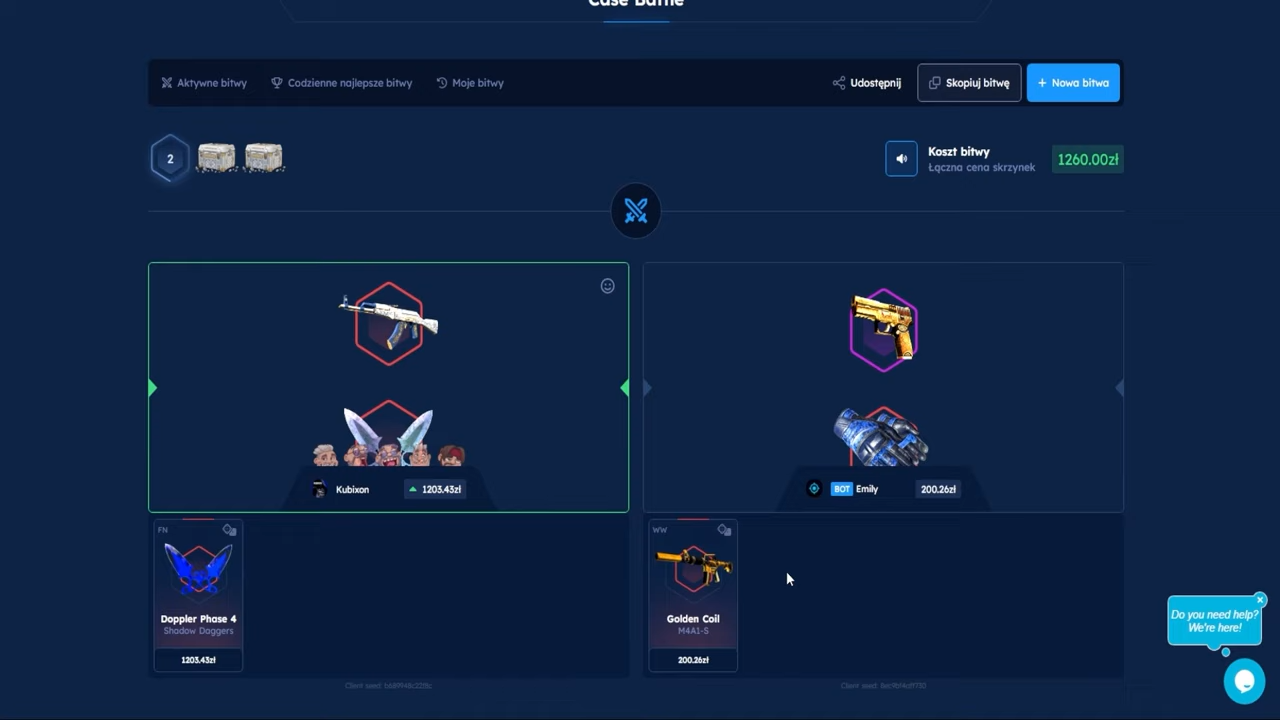 Case Battle
Aktywne bitwy
Codzienne najlepsze bitwy
Moje bitwy
Udostępnij
Skopiuj bitwę
+ Nowa bitwa
2
Koszt bitwy
Łączna cena skrzynek
1260.00zł
Kubixon
1203.43zł
BOT Emily
200.26zł
FN
Doppler Phase 4
Shadow Daggers
1203.43zł
WW
Golden Coil
M4A1-S
200.26zł
Do you need help?
We're here!